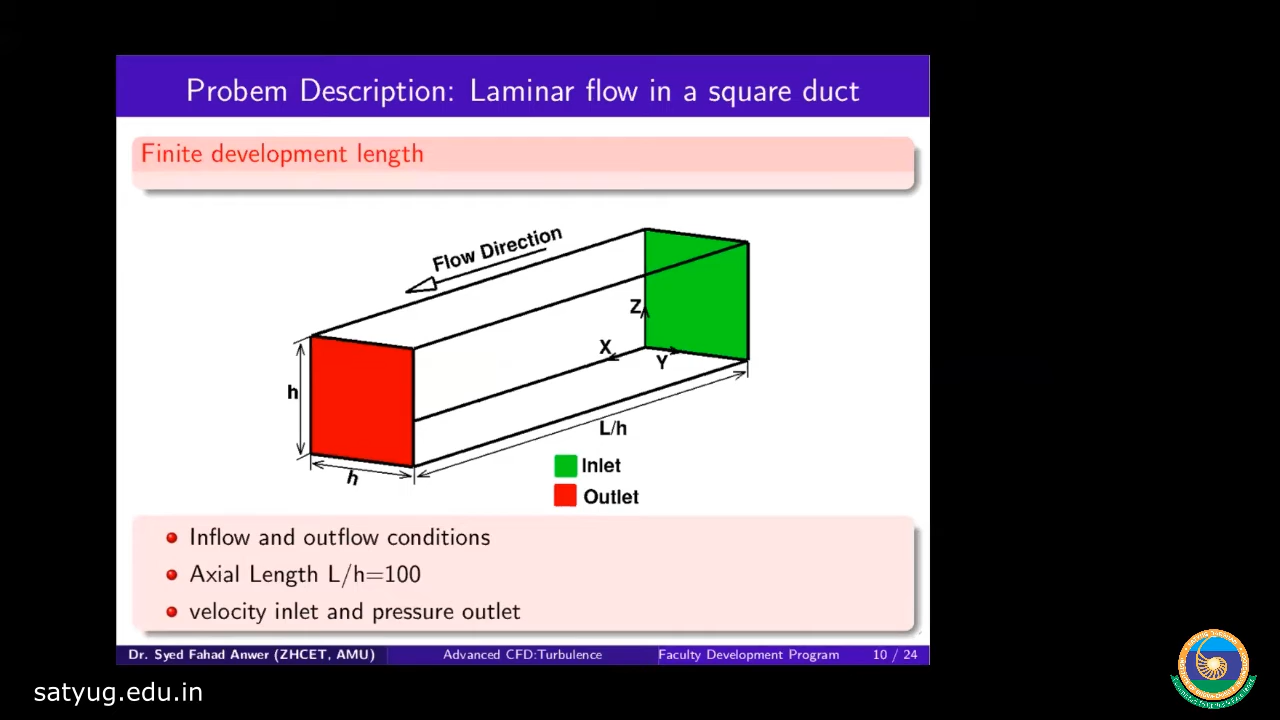 Probem Description: Laminar flow in a square duct
Finite development length
Flow Direction
Z
X
Y
h
L/h
h
Inlet
Outlet
Inflow and outflow conditions
Axial Length L/h=100
velocity inlet and pressure outlet
Dr. Syed Fahad Anwer (ZHCET, AMU) Advanced CFD:Turbulence Faculty Development Program 10 / 24
satyug.edu.in